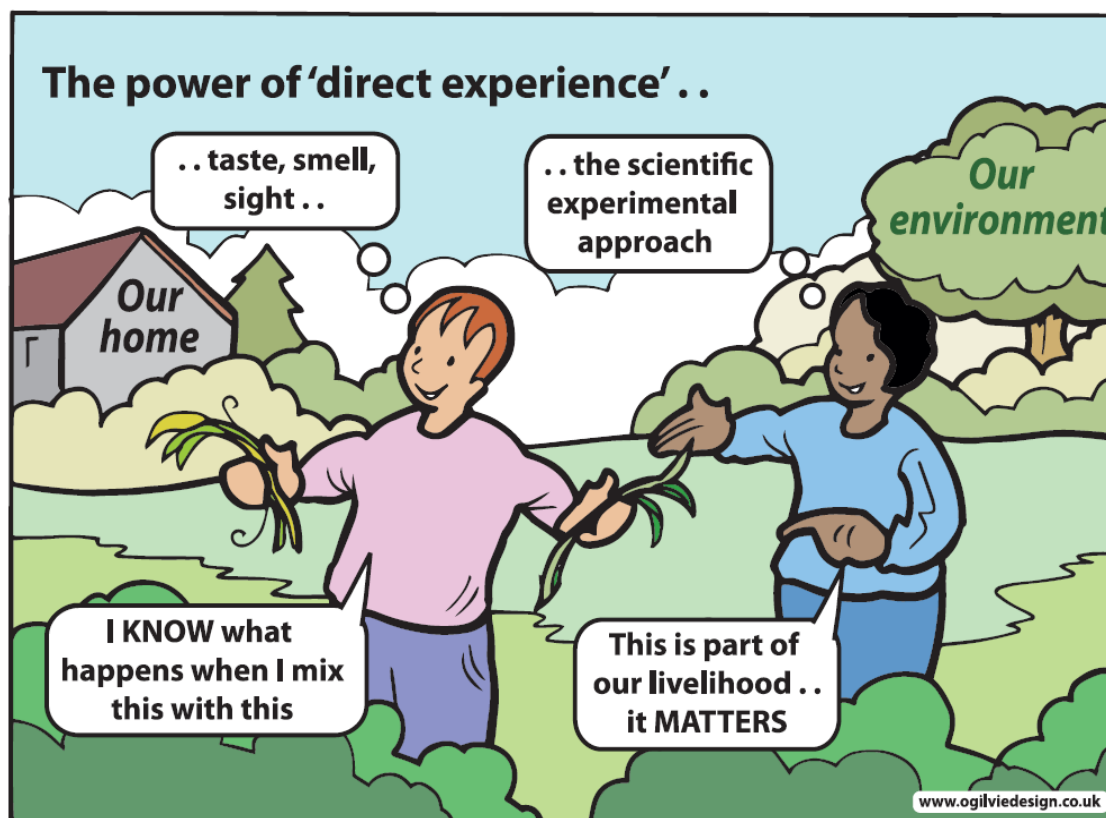 The power of 'direct experience' . .
. . taste, smell,
sight . .
. . the scientific
experimental
approach
Our
environment
Our
home
I KNOW what
happens when I mix
this with this
This is part of
our livelihood . .
it MATTERS
www.ogilviedesign.co.uk